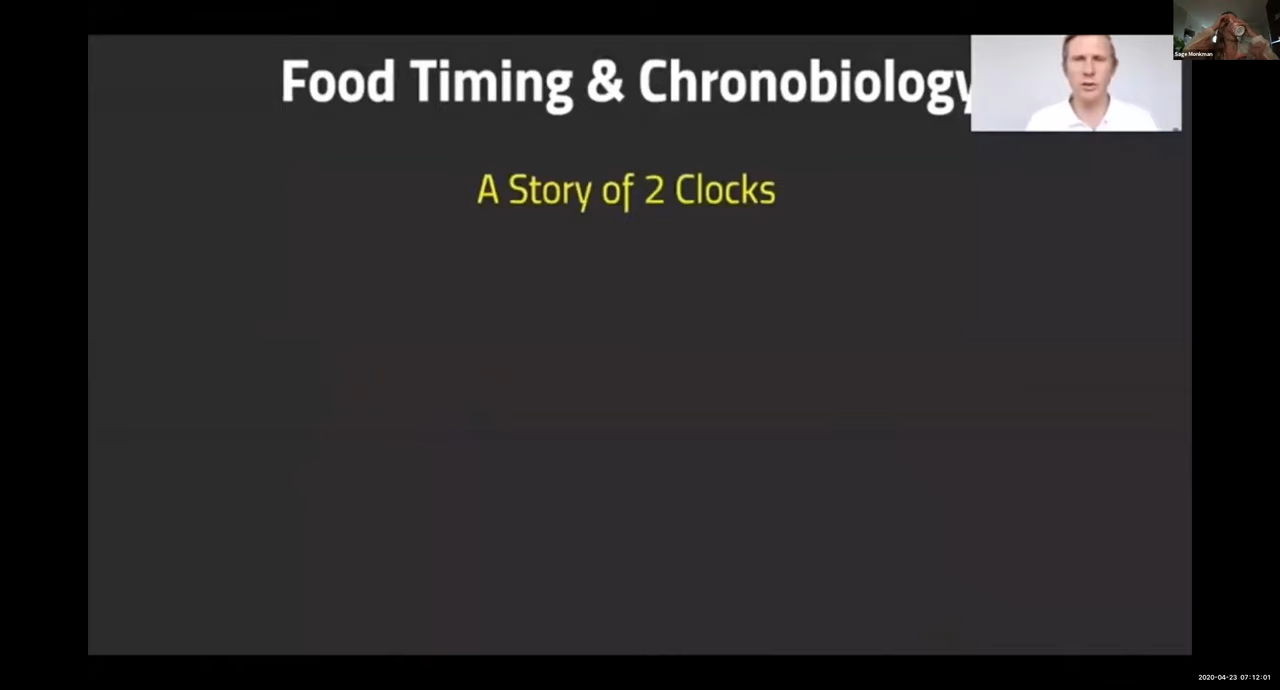 Food Timing & Chronobiology
A Story of 2 Clocks
Sage Monkman
2020-04-23 07:12:01